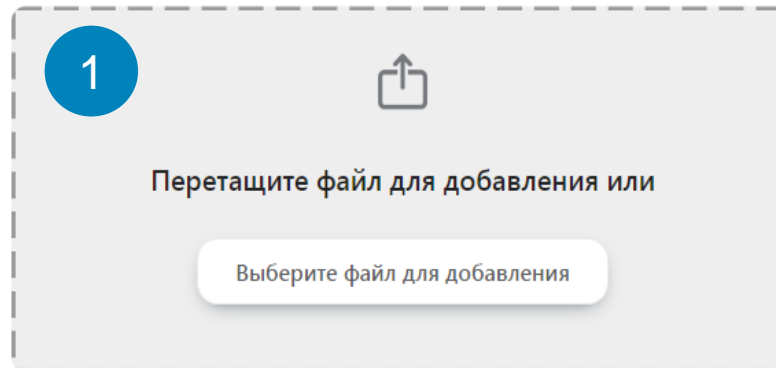 1
Перетащите файл для добавления или
Выберите файл для добавления